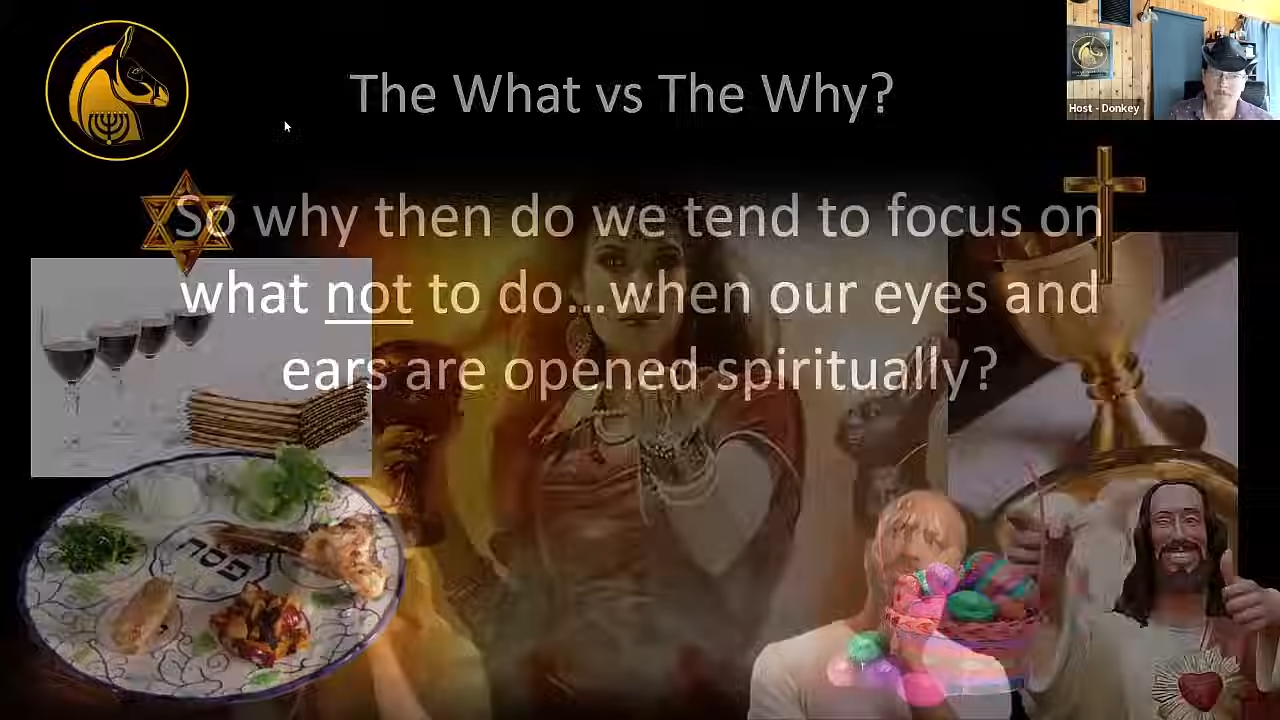 The What vs The Why?
Host - Donkey
So why then do we tend to focus on
what not to do...when our eyes and
ears are opened spiritually?
פסח